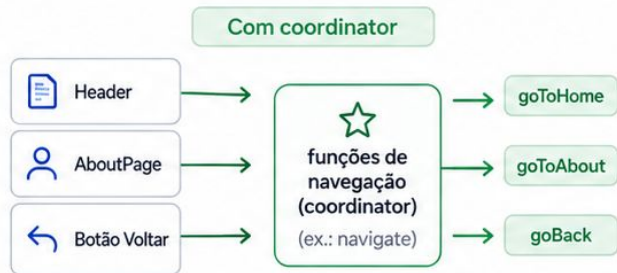 Com coordinator
Header
AboutPage
Botão Voltar
funções de
navegação
(coordinator)
(ex.: navigate)
goToHome
goToAbout
goBack